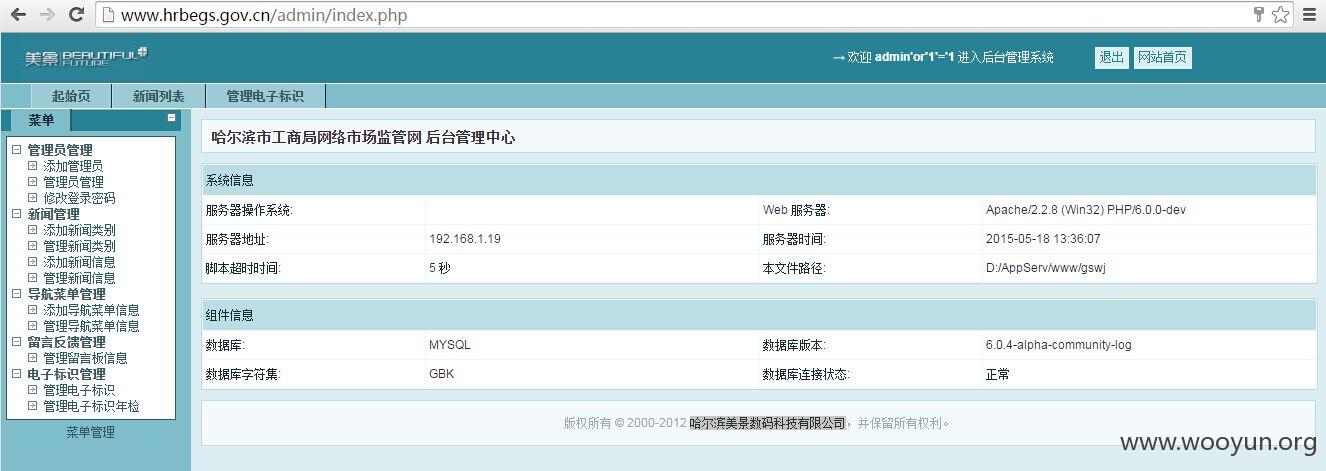 www.hrbegs.gov.cn/admin/index.php
美景 BEAUTIFUL FUTURE
→ 欢迎 admin'or'1'='1 进入后台管理系统 退出 网站首页
起始页 新闻列表 管理电子标识
菜单
管理员管理
添加管理员
管理员管理
修改登录密码
新闻管理
添加新闻类别
管理新闻类别
添加新闻信息
管理新闻信息
导航菜单管理
添加导航菜单信息
管理导航菜单信息
留言反馈管理
管理留言板信息
电子标识管理
管理电子标识
管理电子标识年检
菜单管理
哈尔滨市工商局网络市场监管网 后台管理中心
系统信息
服务器操作系统: Web 服务器: Apache/2.2.8 (Win32) PHP/6.0.0-dev
服务器地址: 192.168.1.19 服务器时间: 2015-05-18 13:36:07
脚本超时时间: 5 秒 本文件路径: D:/AppServ/www/gswj
组件信息
数据库: MYSQL 数据库版本: 6.0.4-alpha-community-log
数据库字符集: GBK 数据库连接状态: 正常
版权所有 © 2000-2012 哈尔滨美景数码科技有限公司，并保留所有权利。
www.wooyun.org